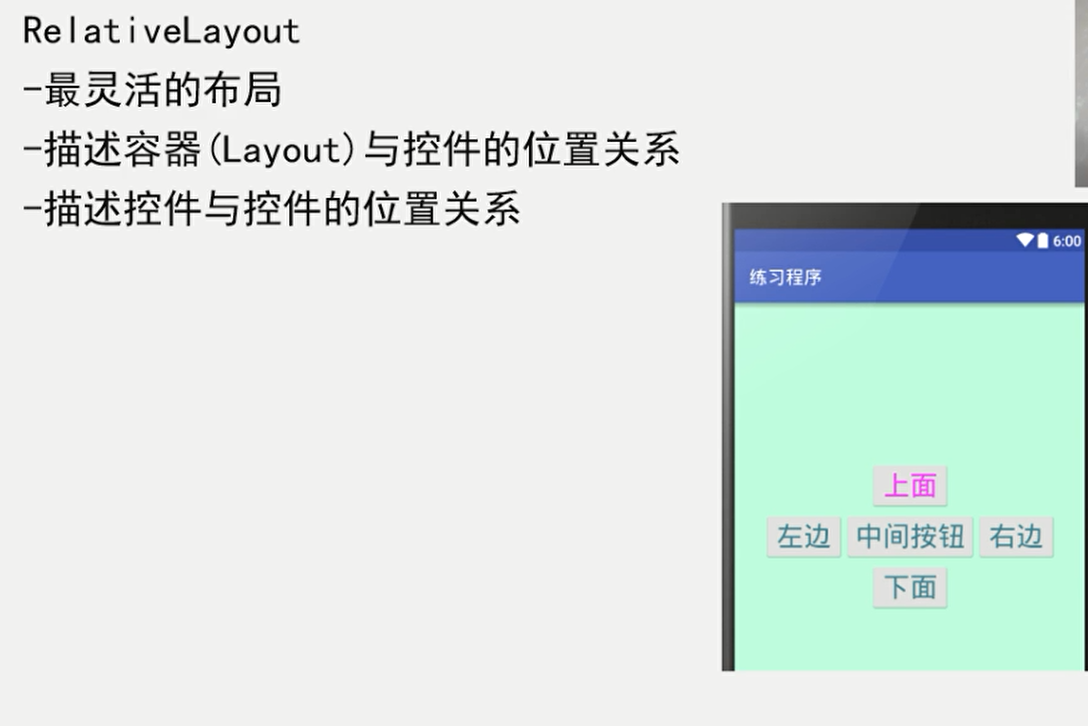 RelativeLayout
-最灵活的布局
-描述容器(Layout)与控件的位置关系
-描述控件与控件的位置关系
6:00
练习程序
上面
左边 中间按钮 右边
下面